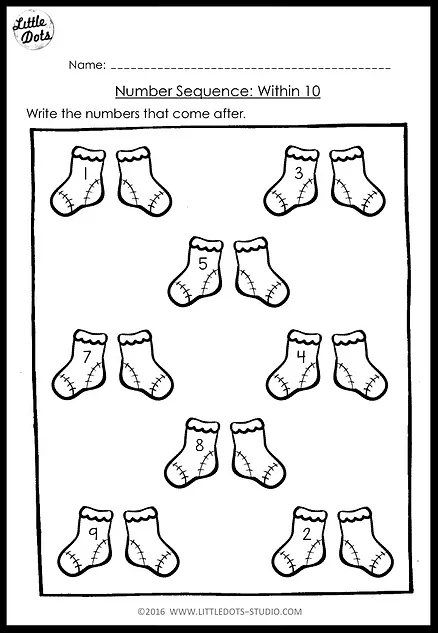 Little
Dots
Name: _ _ _ _ _ _ _ _ _ _ _ _ _ _ _ _ _ _ _ _ _ _ _ _ _ _ _ _ _ _ _ _ _ _ _
Number Sequence: Within 10
Write the numbers that come after.
1 3
5
7 4
8
9 2
©2016 WWW.LITTLEDOTS-STUDIO.COM